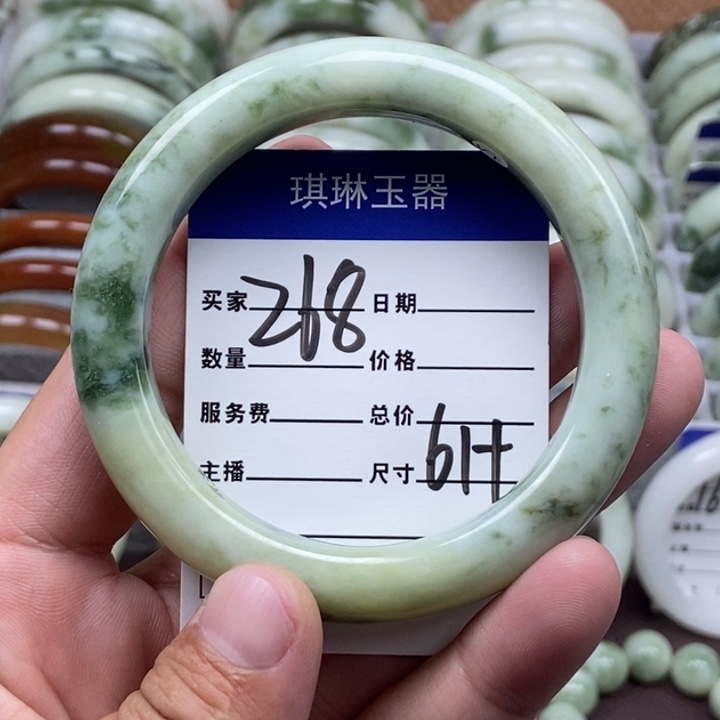 琪琳玉器
买家 218 日期
数量 价格
服务费 总价
主播 尺寸 61+